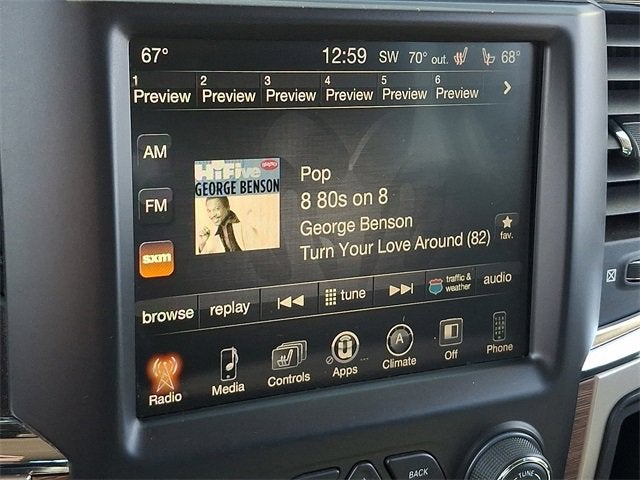 67° 12:59 SW 70° out. 68°
1 2 3 4 5 6
Preview Preview Preview Preview Preview Preview
AM
FM
sxm
HiFive
GEORGE BENSON
Pop
8 80s on 8
George Benson
Turn Your Love Around (82)
fav.
browse replay tune traffic & weather audio
Radio Media Controls Apps Climate Off Phone
A
BACK
TUNE